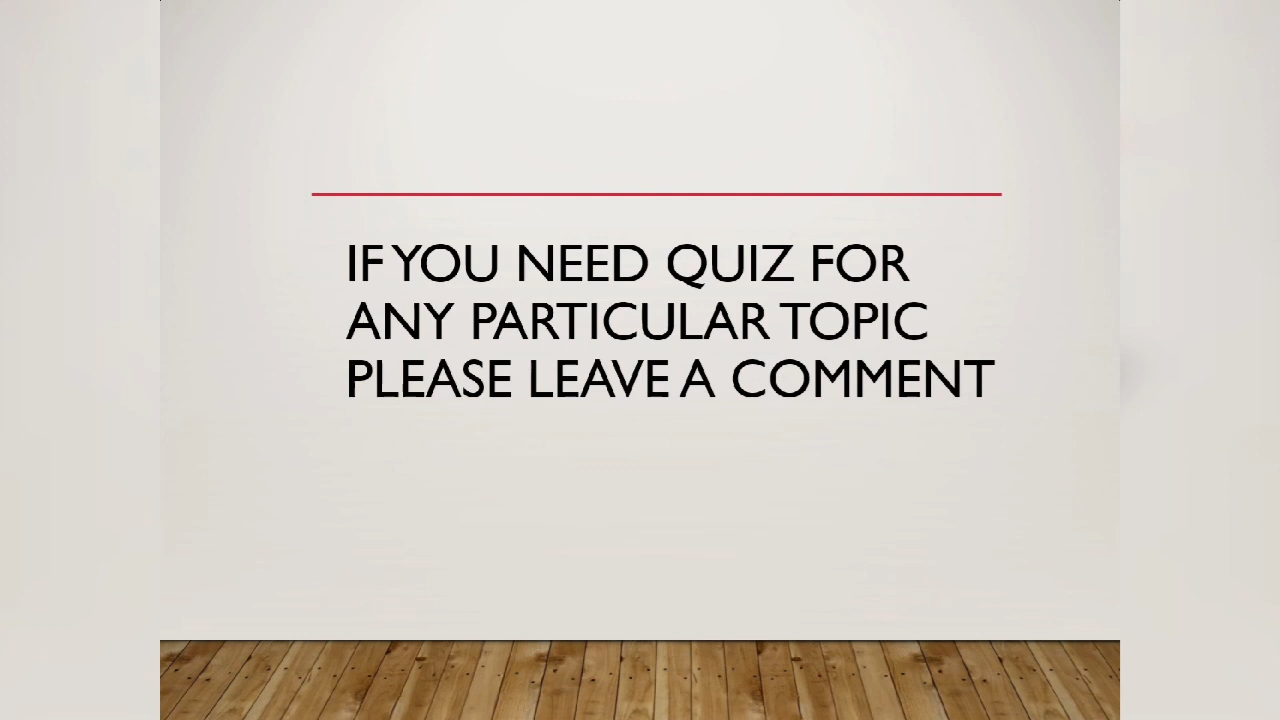 IF YOU NEED QUIZ FOR
ANY PARTICULAR TOPIC
PLEASE LEAVE A COMMENT